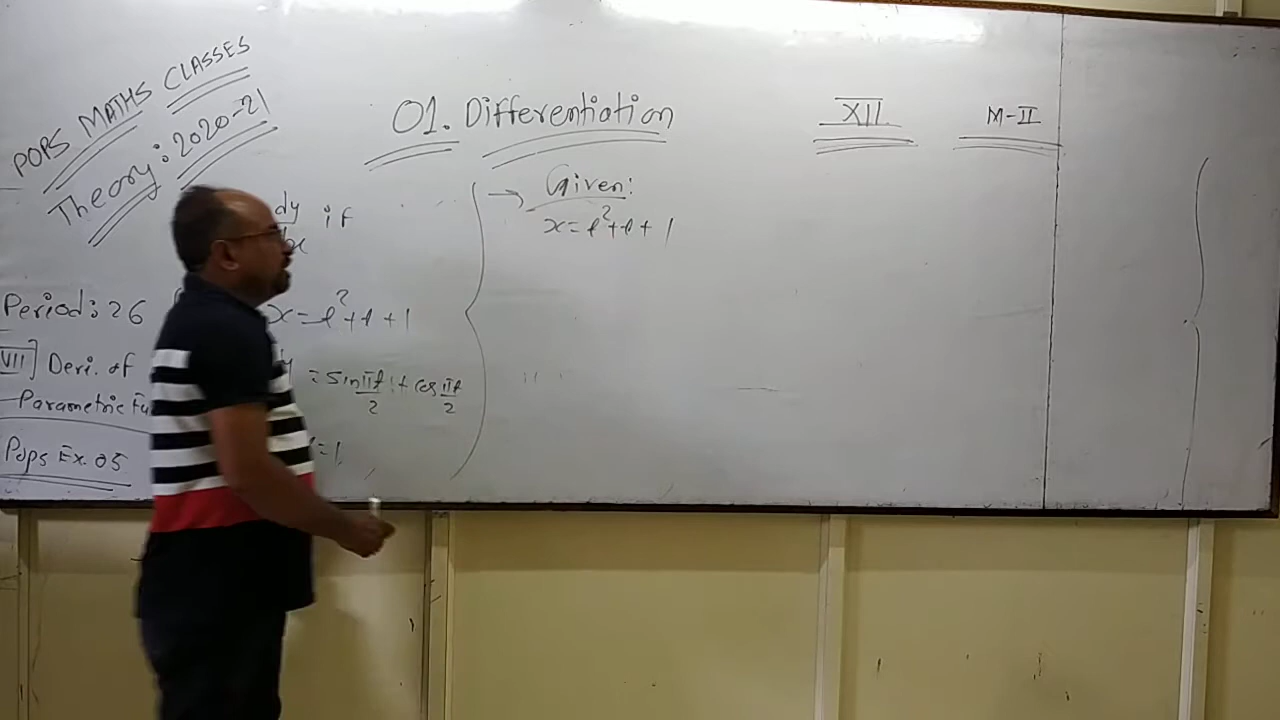 POPS MATHS CLASSES
Theory: 2020-21
01. Differentiation
XII
M-II
dy if
Period: 26
x=t²+t+1
VII] Deri. of
Parametric
= sin πt/2 + cos πt/2
Pops Ex. 05
=1
→ Given:
x=t²+t+1